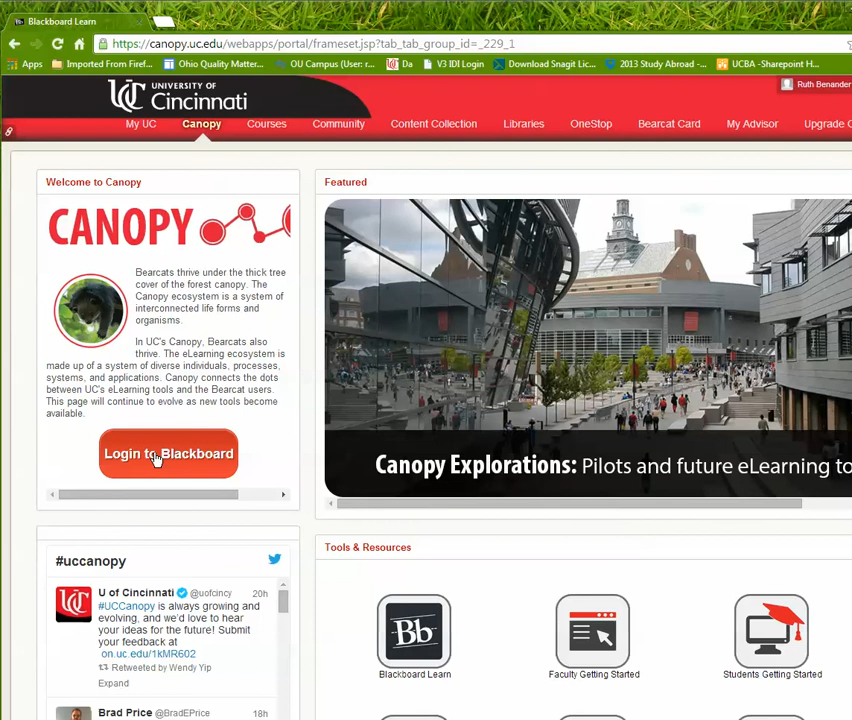 Blackboard Learn
https://canopy.uc.edu/webapps/portal/frameset.jsp?tab_tab_group_id=_229_1
Apps Imported From Firef... Ohio Quality Matter... OU Campus (User: r... Da V3 IDI Login Download Snagit Lic... 2013 Study Abroad -... UCBA -Sharepoint H...
UNIVERSITY OF
Cincinnati
Ruth Benander
My UC Canopy Courses Community Content Collection Libraries OneStop Bearcat Card My Advisor Upgrade
Welcome to Canopy
CANOPY
Bearcats thrive under the thick tree
cover of the forest canopy. The
Canopy ecosystem is a system of
interconnected life forms and
organisms.
In UC's Canopy, Bearcats also
thrive. The eLearning ecosystem is
made up of a system of diverse individuals, processes,
systems, and applications. Canopy connects the dots
between UC's eLearning tools and the Bearcat users.
This page will continue to evolve as new tools become
available.
Login to Blackboard
Featured
Canopy Explorations: Pilots and future eLearning to
#uccanopy
U of Cincinnati @uofcincy 20h
#UCCanopy is always growing and
evolving, and we'd love to hear
your ideas for the future! Submit
your feedback at
on.uc.edu/1kMR602
Retweeted by Wendy Yip
Expand
Brad Price @BradEPrice 18h
Tools & Resources
Bb
Blackboard Learn
Faculty Getting Started
Students Getting Started